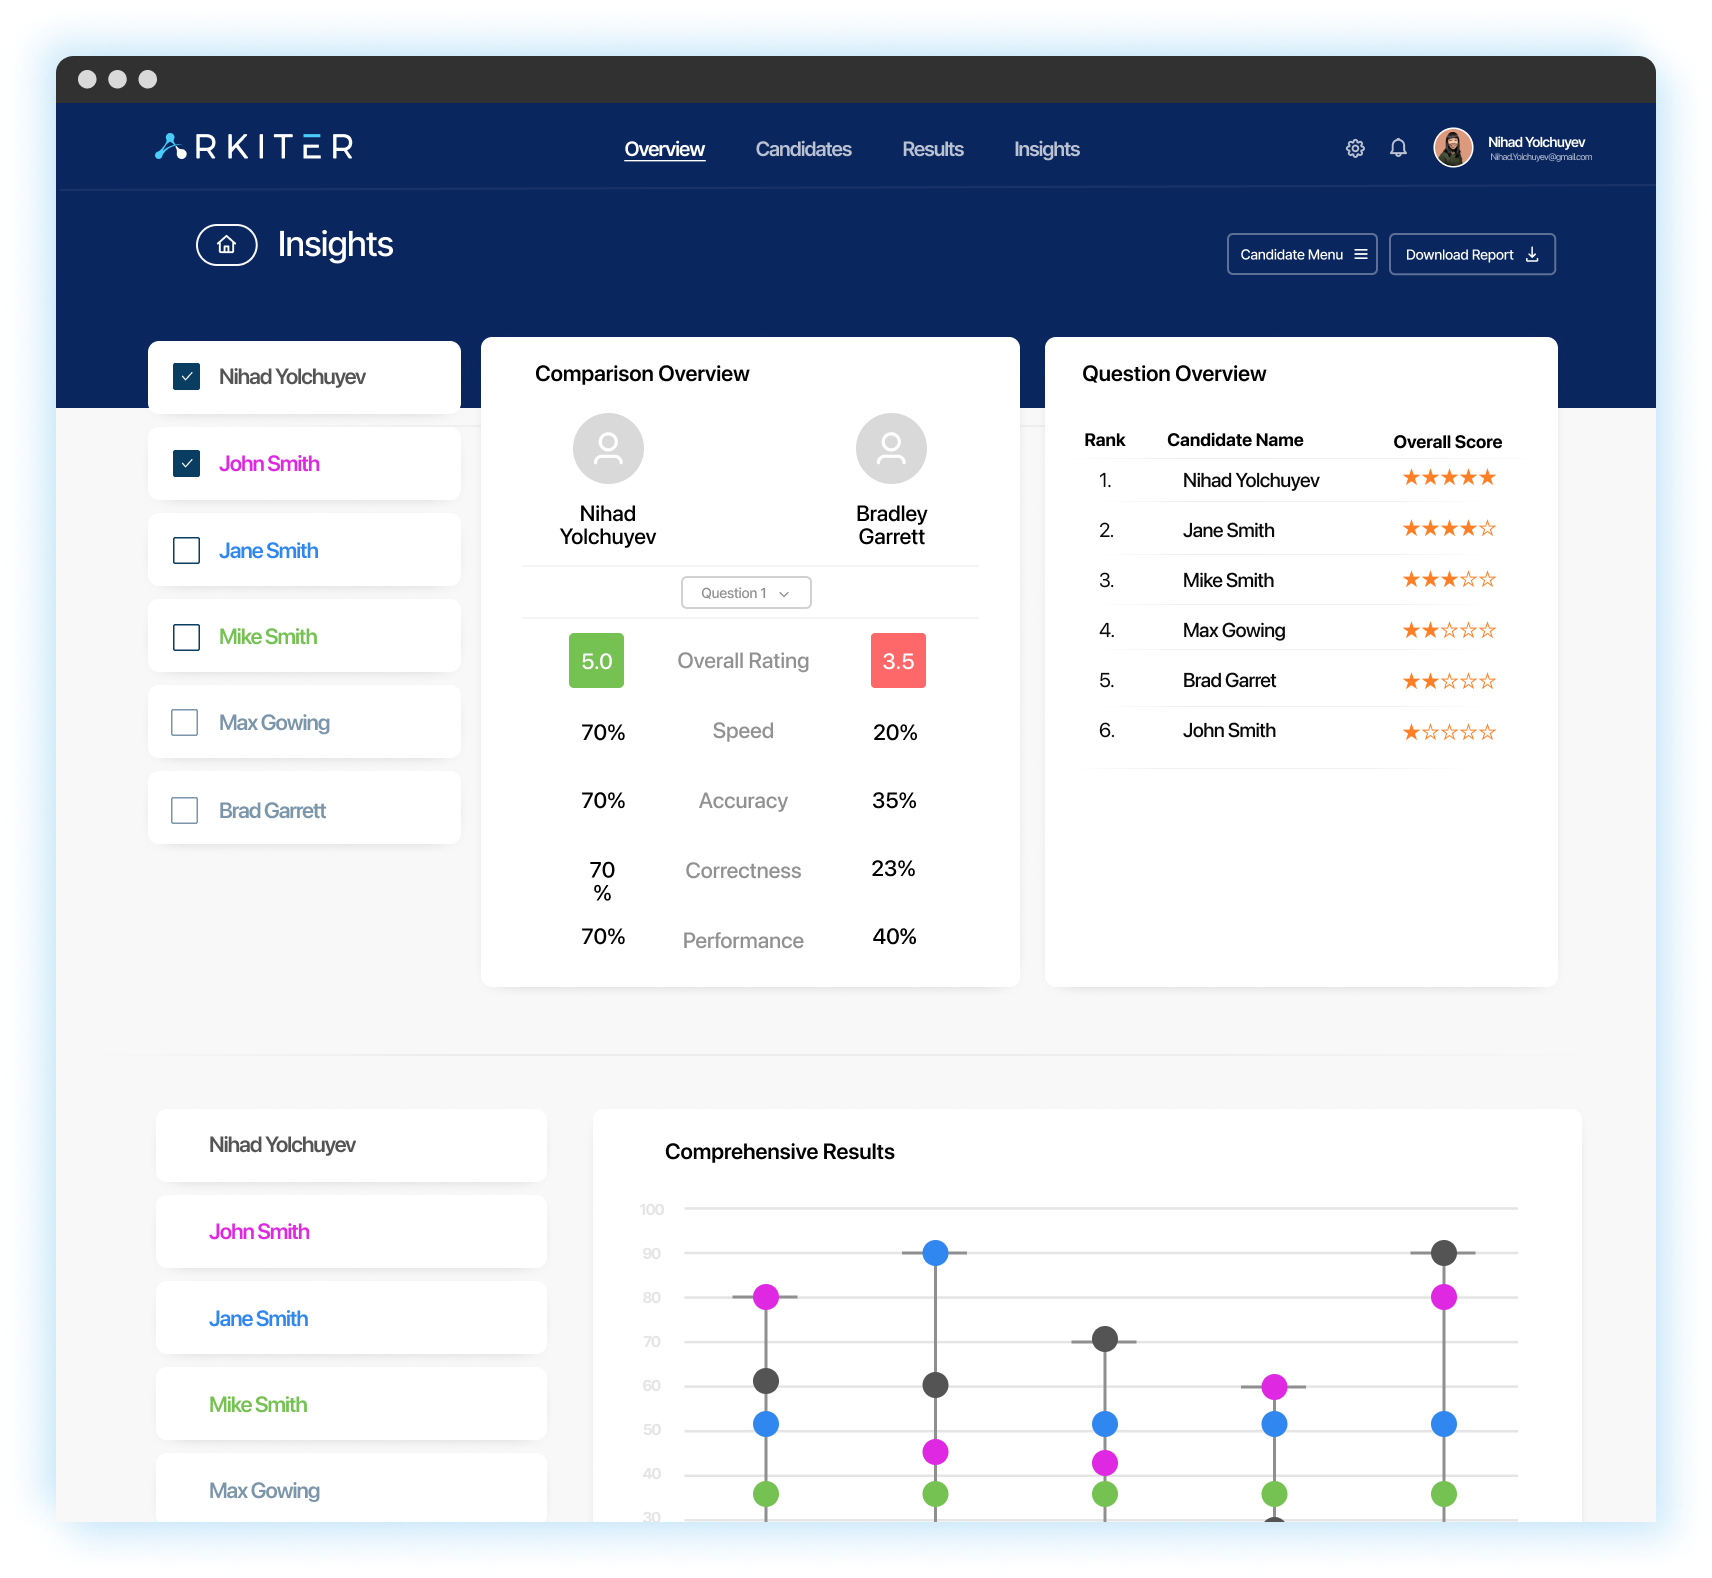 ARKITER
Overview
Candidates
Results
Insights
Nihad Yolchuyev
Nihad.Yolchuyev@gmail.com
Insights
Candidate Menu
Download Report
Nihad Yolchuyev
John Smith
Jane Smith
Mike Smith
Max Gowing
Brad Garrett
Comparison Overview
Nihad
Yolchuyev
Bradley
Garrett
Question 1
5.0 Overall Rating 3.5
70% Speed 20%
70% Accuracy 35%
70
%
Correctness 23%
70% Performance 40%
Question Overview
Rank Candidate Name Overall Score
1. Nihad Yolchuyev
2. Jane Smith
3. Mike Smith
4. Max Gowing
5. Brad Garret
6. John Smith
Nihad Yolchuyev
John Smith
Jane Smith
Mike Smith
Max Gowing
Comprehensive Results
100
90
80
70
60
50
40
30